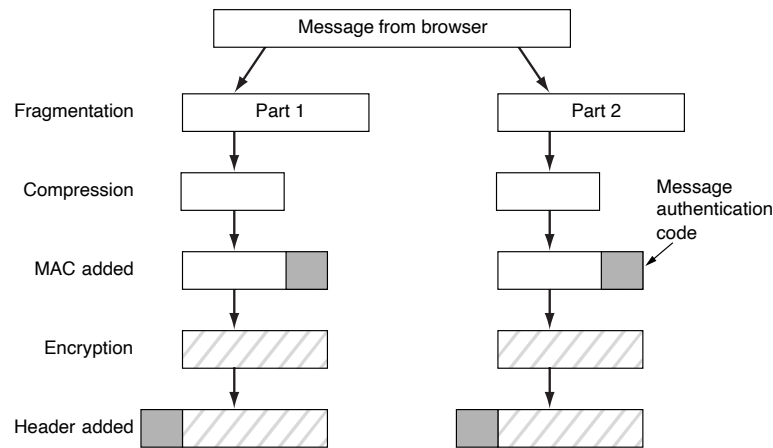 Message from browser
Fragmentation
Part 1
Part 2
Compression
Message
authentication
code
MAC added
Encryption
Header added